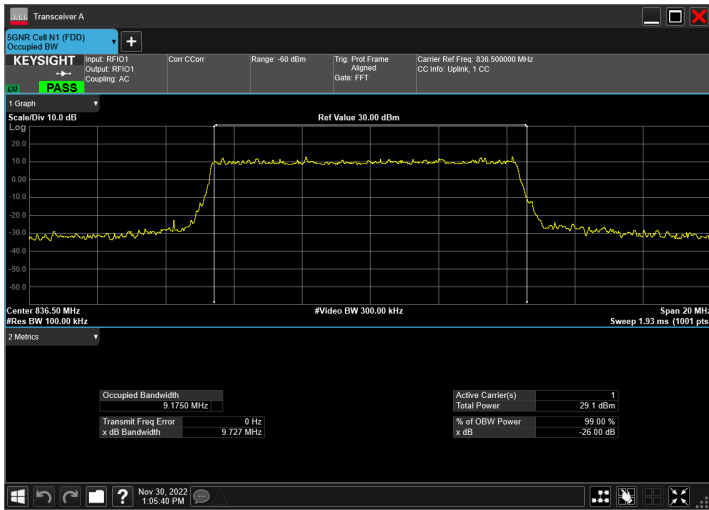 Transceiver A
5GNR Cell N1 (FDD)
Occupied BW
KEYSIGHT
PASS
Input: RFIO1
Output: RFIO1
Coupling: AC
Corr CCorr
Range: -60 dBm
Trig: Prot Frame
Aligned
Gate: FFT
Carrier Ref Freq: 836.500000 MHz
CC Info: Uplink, 1 CC
1 Graph
Scale/Div 10.0 dB
Ref Value 30.00 dBm
Log
20.0
10.0
0.00
-10.0
-20.0
-30.0
-40.0
-50.0
-60.0
Center 836.50 MHz
#Video BW 300.00 kHz
Span 20 MHz
#Res BW 100.00 kHz
Sweep 1.93 ms (1001 pts
2 Metrics
Occupied Bandwidth
9.1750 MHz
Transmit Freq Error 0 Hz
x dB Bandwidth 9.727 MHz
Active Carrier(s) 1
Total Power 29.1 dBm
% of OBW Power 99.00 %
x dB -26.00 dB
Nov 30, 2022
1:05:40 PM